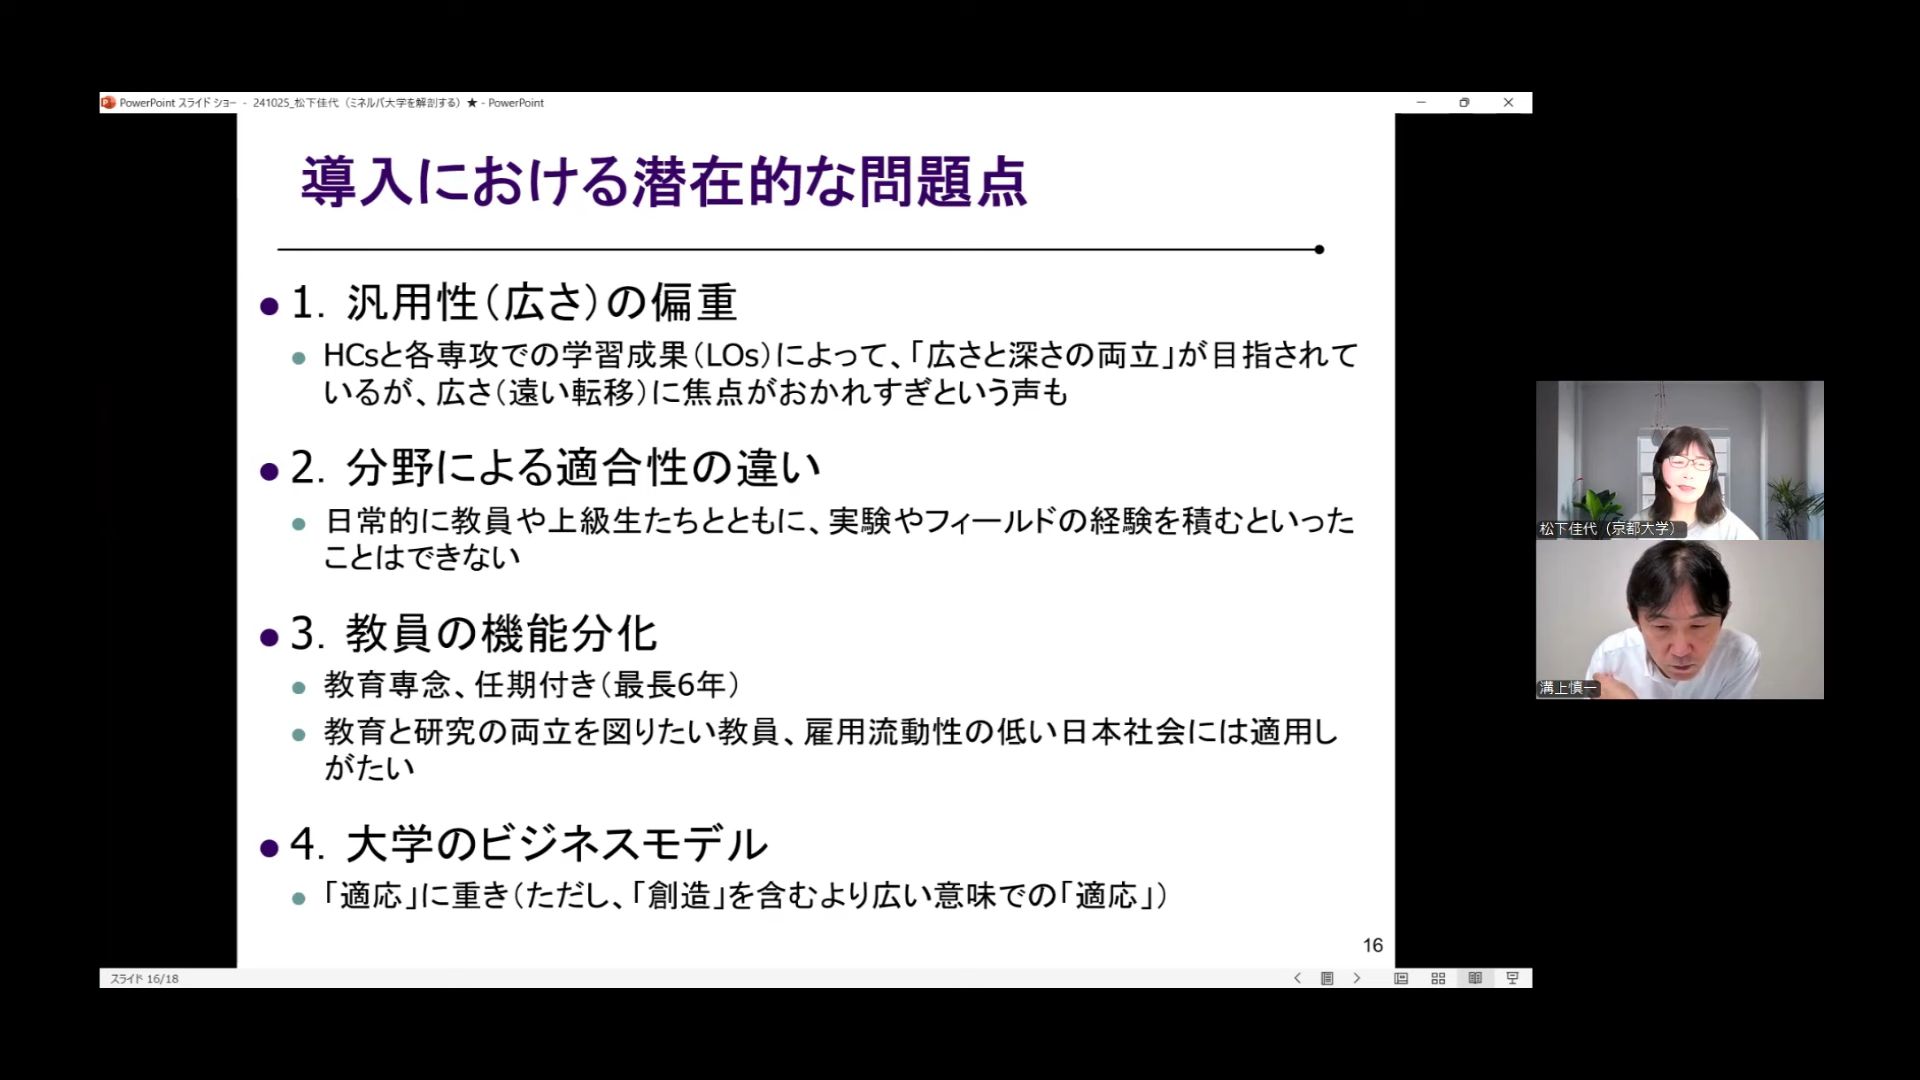 PowerPoint スライド ショー - 241025_松下佳代（ミネルバ大学を解剖する）★ - PowerPoint
導入における潜在的な問題点
● 1．汎用性（広さ）の偏重
● HCsと各専攻での学習成果（LOs）によって、「広さと深さの両立」が目指されて
いるが、広さ（遠い転移）に焦点がおかれすぎという声も
● 2．分野による適合性の違い
● 日常的に教員や上級生たちとともに、実験やフィールドの経験を積むといった
ことはできない
● 3．教員の機能分化
● 教育専念、任期付き（最長6年）
● 教育と研究の両立を図りたい教員、雇用流動性の低い日本社会には適用し
がたい
● 4．大学のビジネスモデル
● 「適応」に重き（ただし、「創造」を含むより広い意味での「適応」）
16
スライド 16/18
松下佳代（京都大学）
溝上慎一